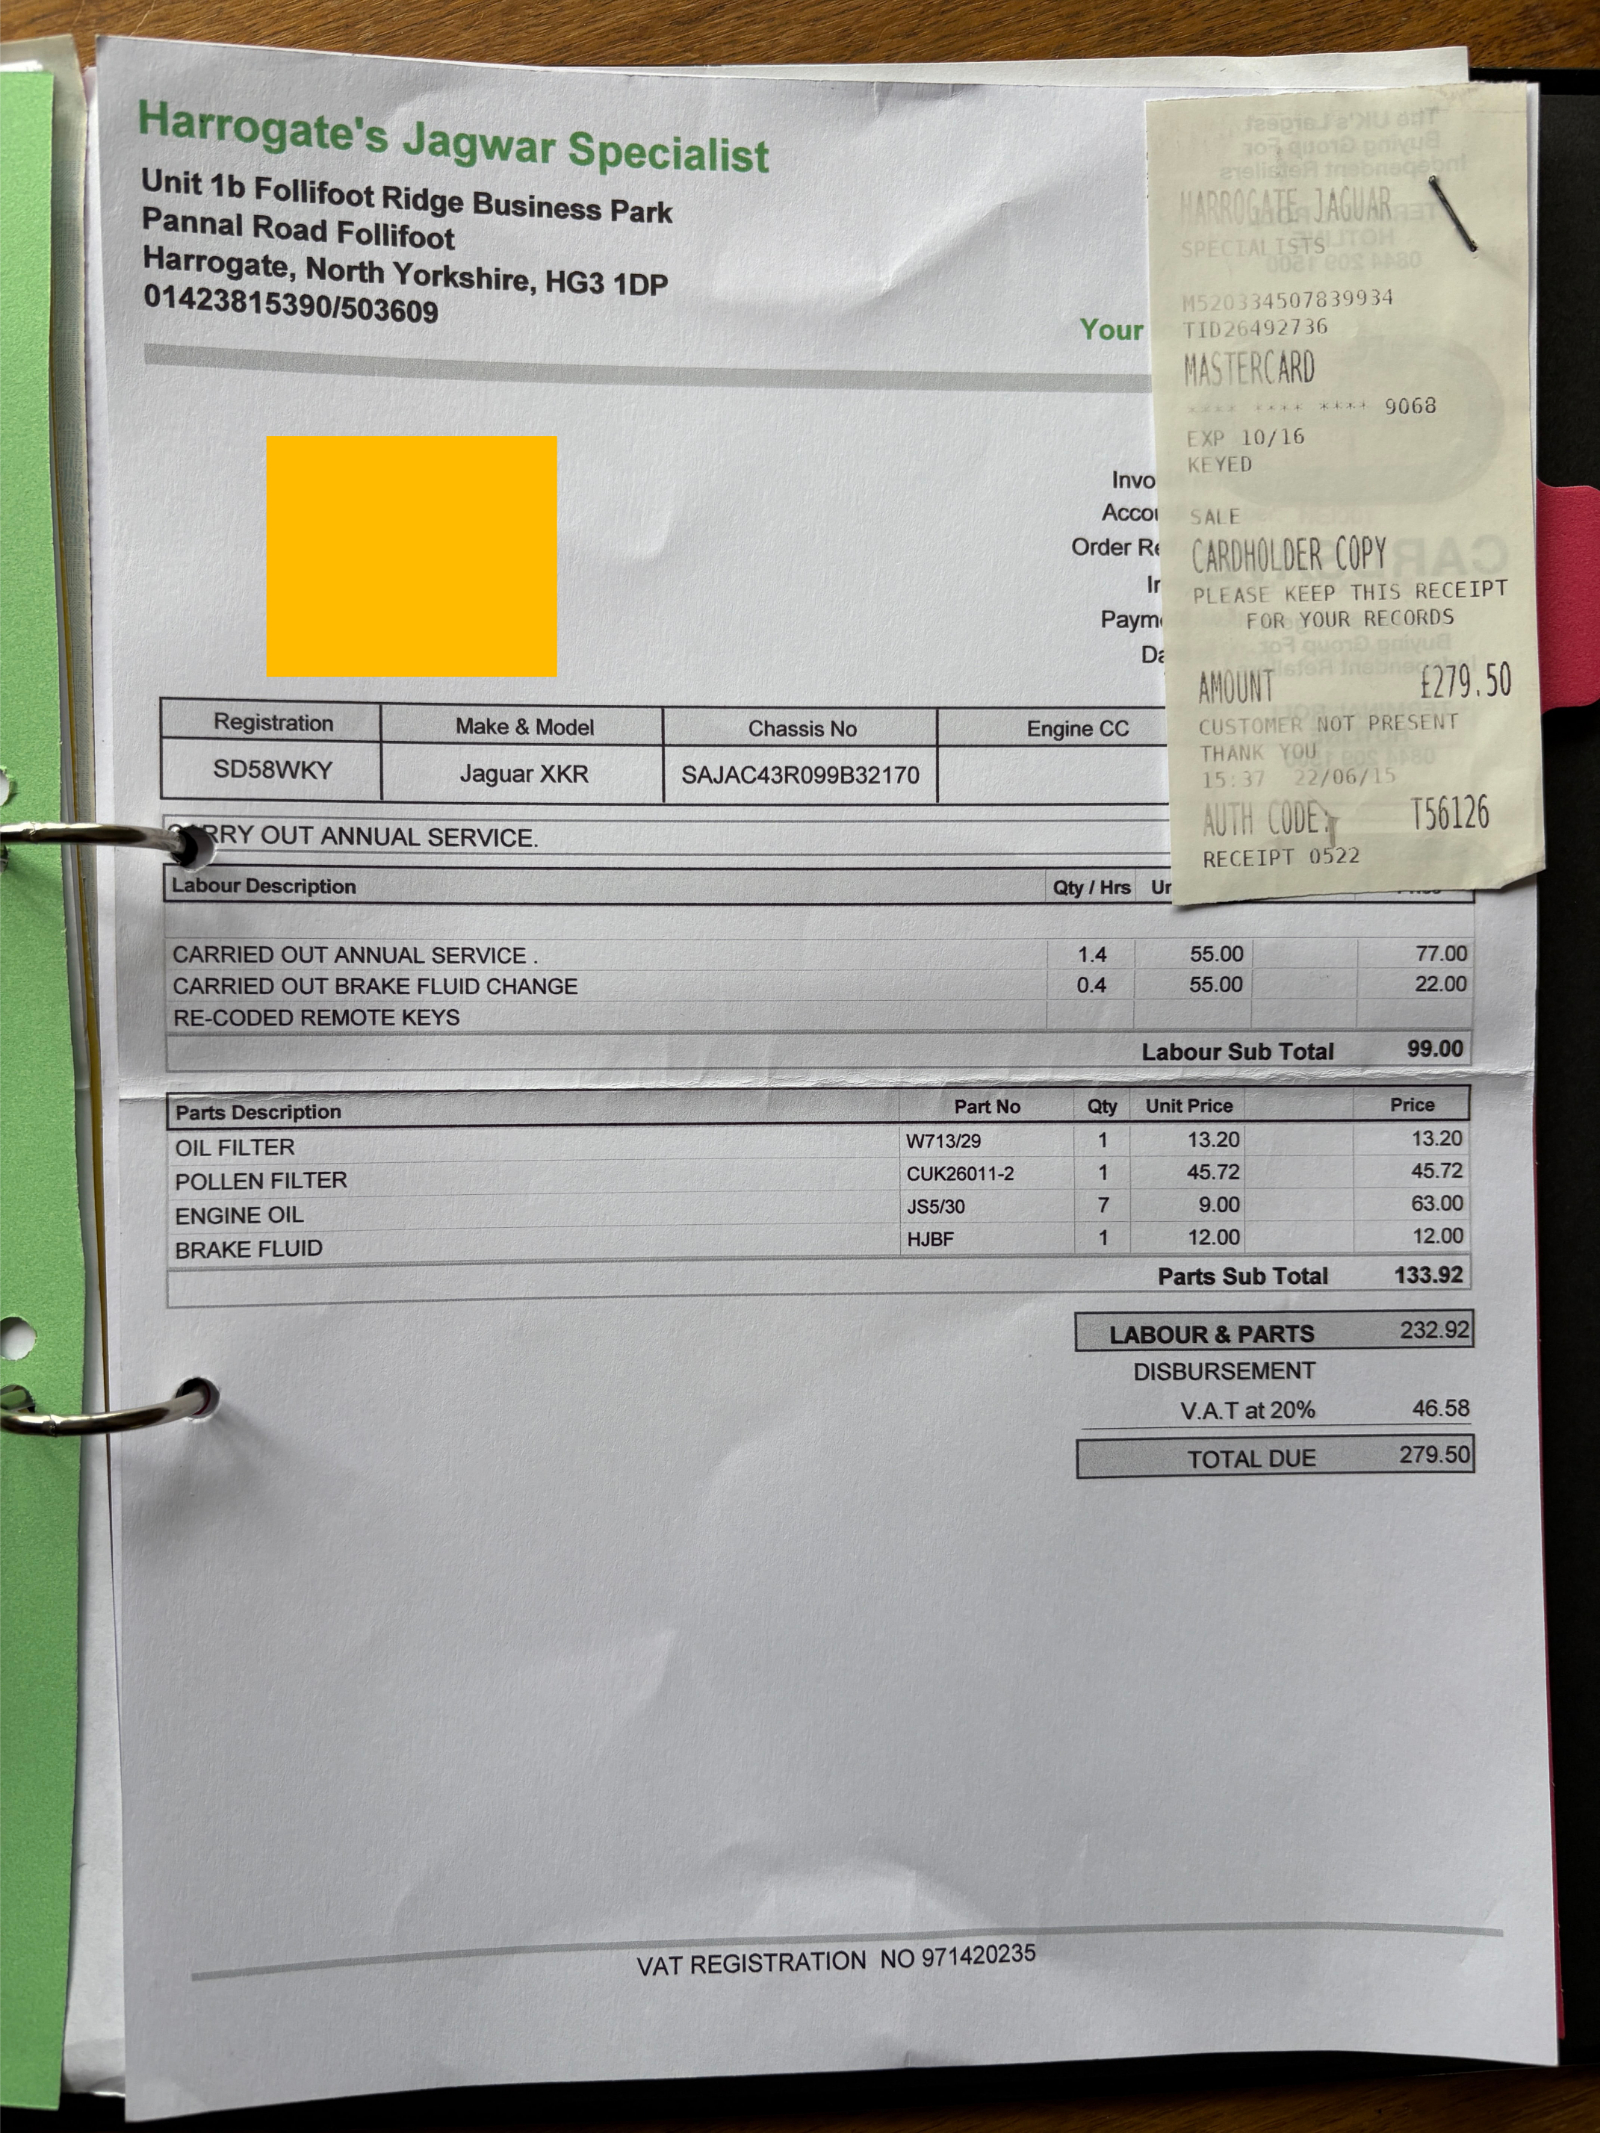 Harrogate's Jagwar Specialist
Unit 1b Follifoot Ridge Business Park
Pannal Road Follifoot
Harrogate, North Yorkshire, HG3 1DP
01423815390/503609
Your
Invo
Accou
Order Re
In
Payme
Da
Registration Make & Model Chassis No Engine CC
SD58WKY Jaguar XKR SAJAC43R099B32170
CARRY OUT ANNUAL SERVICE.
Labour Description Qty / Hrs Un
CARRIED OUT ANNUAL SERVICE . 1.4 55.00 77.00
CARRIED OUT BRAKE FLUID CHANGE 0.4 55.00 22.00
RE-CODED REMOTE KEYS
Labour Sub Total 99.00
Parts Description Part No Qty Unit Price Price
OIL FILTER W713/29 1 13.20 13.20
POLLEN FILTER CUK26011-2 1 45.72 45.72
ENGINE OIL JS5/30 7 9.00 63.00
BRAKE FLUID HJBF 1 12.00 12.00
Parts Sub Total 133.92
LABOUR & PARTS 232.92
DISBURSEMENT
V.A.T at 20% 46.58
TOTAL DUE 279.50
VAT REGISTRATION NO 971420235
HARROGATE JAGUAR
SPECIALISTS
M520334507839934
TID26492736
MASTERCARD
**** **** **** 9068
EXP 10/16
KEYED
SALE
CARDHOLDER COPY
PLEASE KEEP THIS RECEIPT
FOR YOUR RECORDS
AMOUNT £279.50
CUSTOMER NOT PRESENT
THANK YOU
15:37 22/06/15
AUTH CODE: T56126
RECEIPT 0522